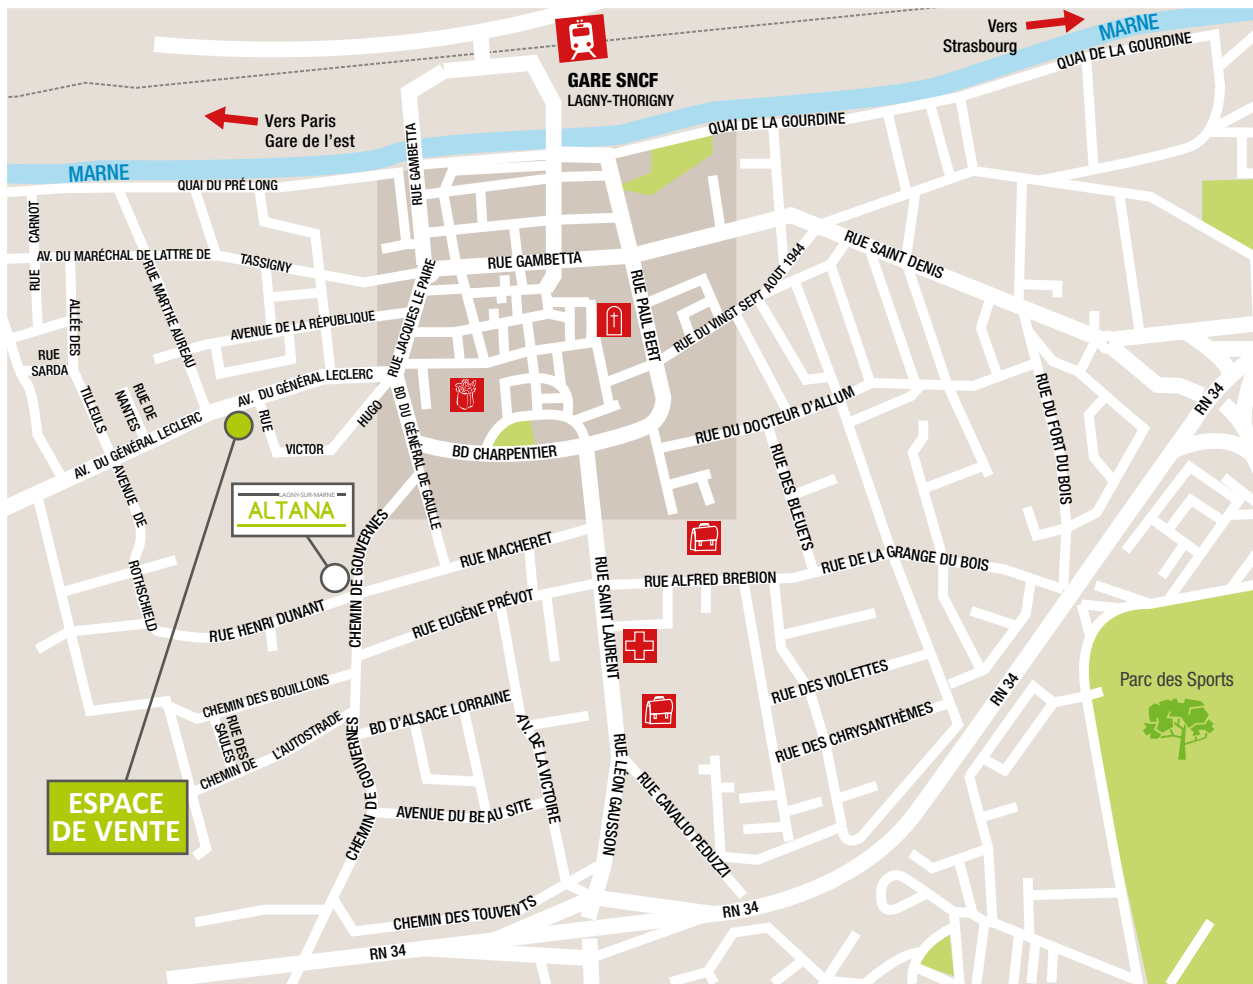 Vers
Strasbourg
MARNE
QUAI DE LA GOURDINE
GARE SNCF
LAGNY-THORIGNY
Vers Paris
Gare de l'est
QUAI DE LA GOURDINE
MARNE
QUAI DU PRÉ LONG
RUE GAMBETTA
RUE CARNOT
AV. DU MARÉCHAL DE LATTRE DE
TASSIGNY
RUE GAMBETTA
RUE SAINT DENIS
RUE MARTHE AUREAU
ALLÉE DES
TILLEULS
RUE JACQUES LE PAIRE
RUE PAUL BERT
RUE DU VINGT SEPT AOUT 1944
AVENUE DE LA RÉPUBLIQUE
RUE
SARDA
RUE DE
NANTES
AV. DU GÉNÉRAL LECLERC
AV. DU GÉNÉRAL LECLERC
RUE
VICTOR
HUGO
BD DU GÉNÉRAL DE GAULLE
BD CHARPENTIER
RUE DU DOCTEUR D'ALLUM
RUE DU FORT DU BOIS
RN 34
RUE DES BLEUETS
AVENUE DE
ROTHSCHIELD
LAGNY-SUR-MARNE
ALTANA
CHEMIN DE GOUVERNES
RUE MACHERET
RUE HENRI DUNANT
RUE EUGÈNE PRÉVOT
RUE SAINT LAURENT
RUE ALFRED BREBION
RUE DE LA GRANGE DU BOIS
CHEMIN DES BOUILLONS
RUE DES
SAULES
CHEMIN DE
L'AUTOSTRADE
CHEMIN DE GOUVERNES
BD D'ALSACE LORRAINE
AV. DE LA VICTOIRE
RUE DES VIOLETTES
RUE DES CHRYSANTHÈMES
RN 34
Parc des Sports
ESPACE
DE VENTE
AVENUE DU BEAU SITE
RUE LÉON GAUSSON
RUE CAVALIO PEDUZZI
CHEMIN DES TOUVENTS
RN 34
RN 34